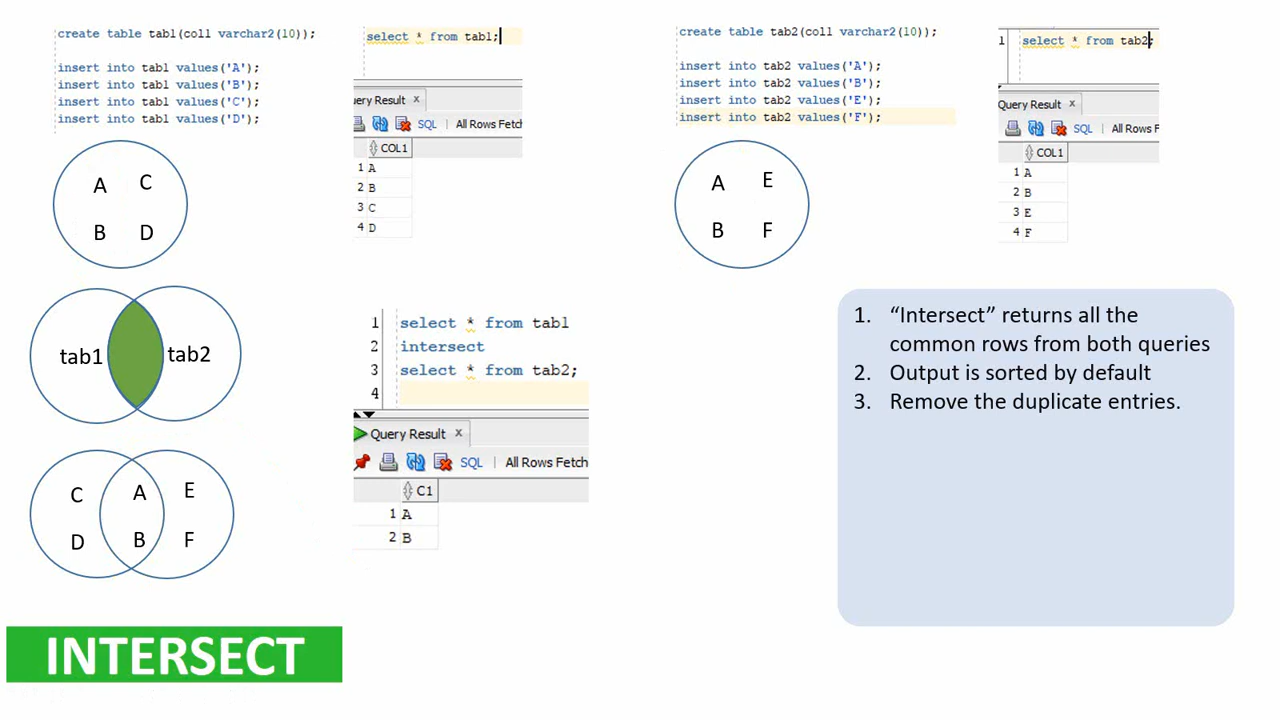 create table tab1(col1 varchar2(10));
insert into tab1 values('A');
insert into tab1 values('B');
insert into tab1 values('C');
insert into tab1 values('D');
select * from tab1;
Query Result x
SQL | All Rows Fetch
COL1
1 A
2 B
3 C
4 D
create table tab2(col1 varchar2(10));
insert into tab2 values('A');
insert into tab2 values('B');
insert into tab2 values('E');
insert into tab2 values('F');
1 select * from tab2;
Query Result x
SQL | All Rows F
COL1
1 A
2 B
3 E
4 F
A C
B D
A E
B F
tab1 tab2
1 select * from tab1
2 intersect
3 select * from tab2;
4
Query Result x
SQL | All Rows Fetch
C1
1 A
2 B
1. “Intersect” returns all the
common rows from both queries
2. Output is sorted by default
3. Remove the duplicate entries.
C A E
D B F
INTERSECT